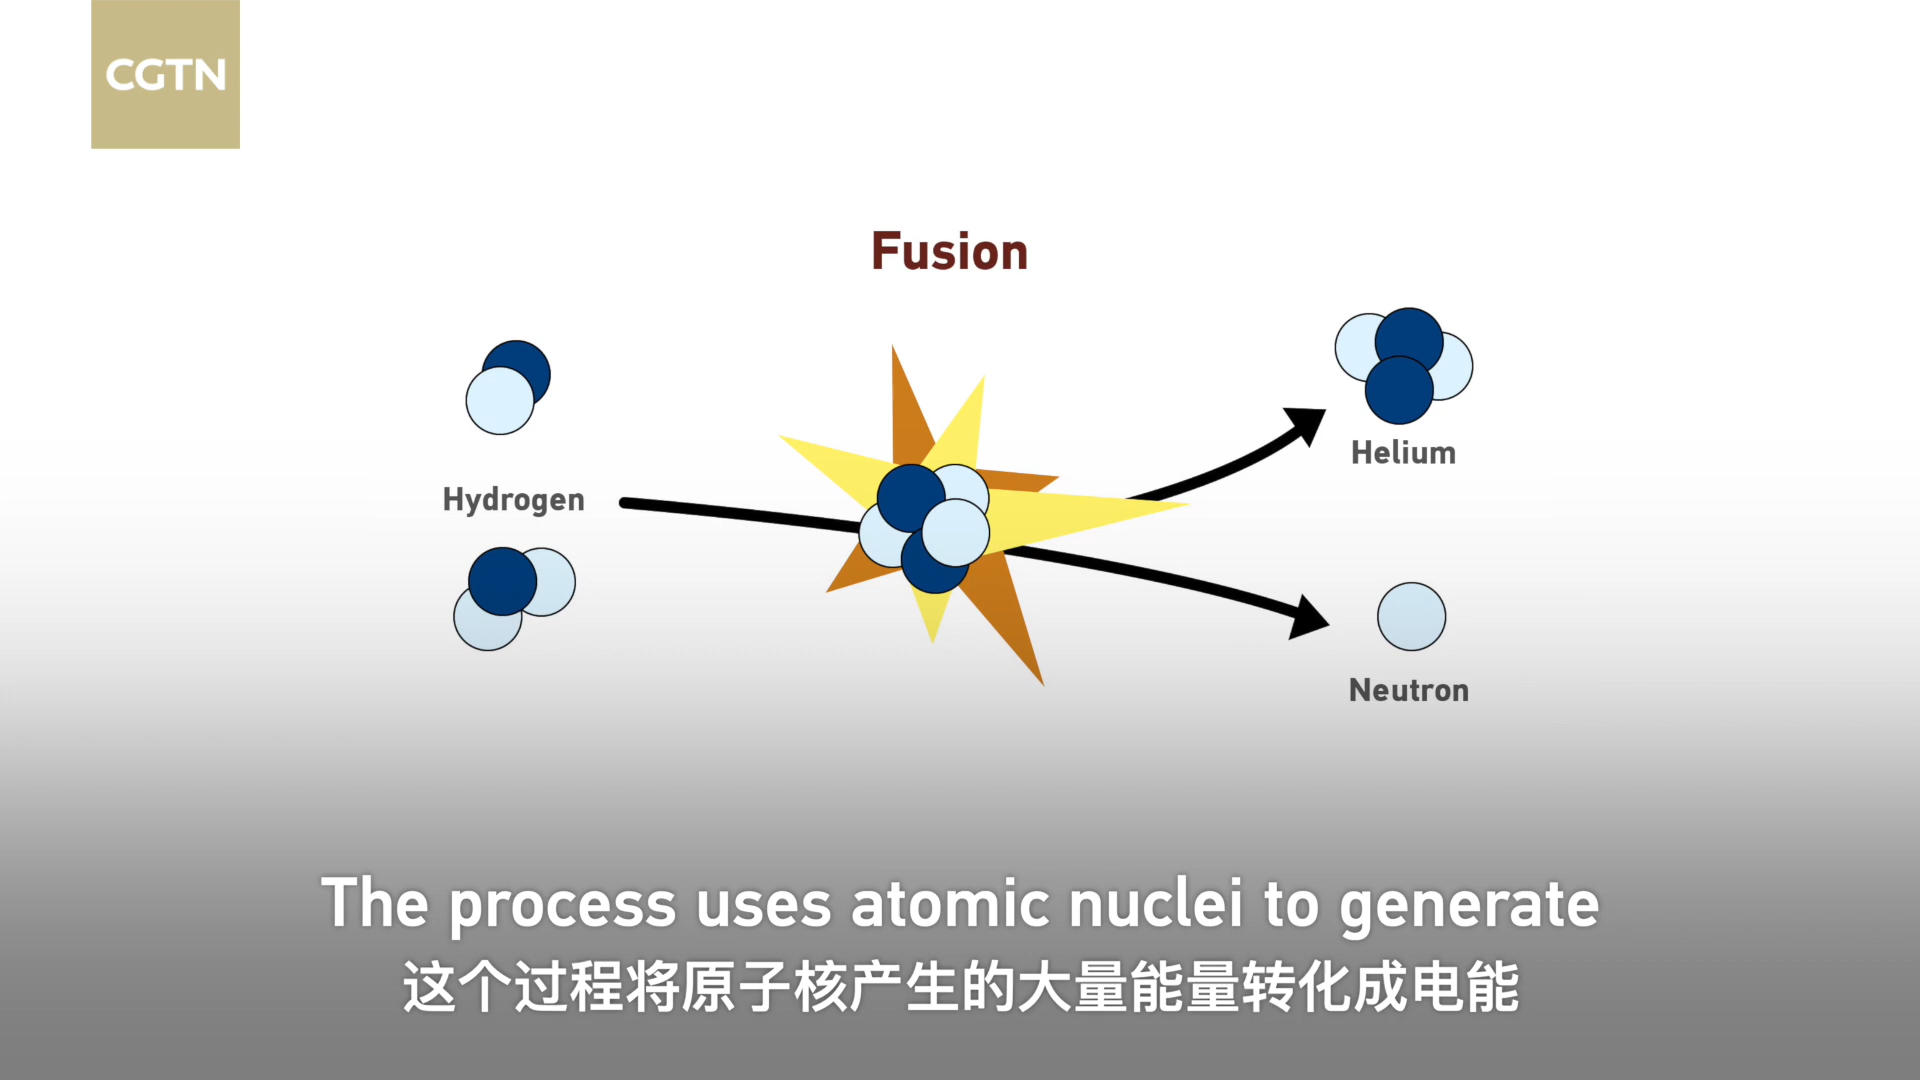 CGTN
Fusion
Hydrogen
Helium
Neutron
The process uses atomic nuclei to generate
这个过程将原子核产生的大量能量转化成电能